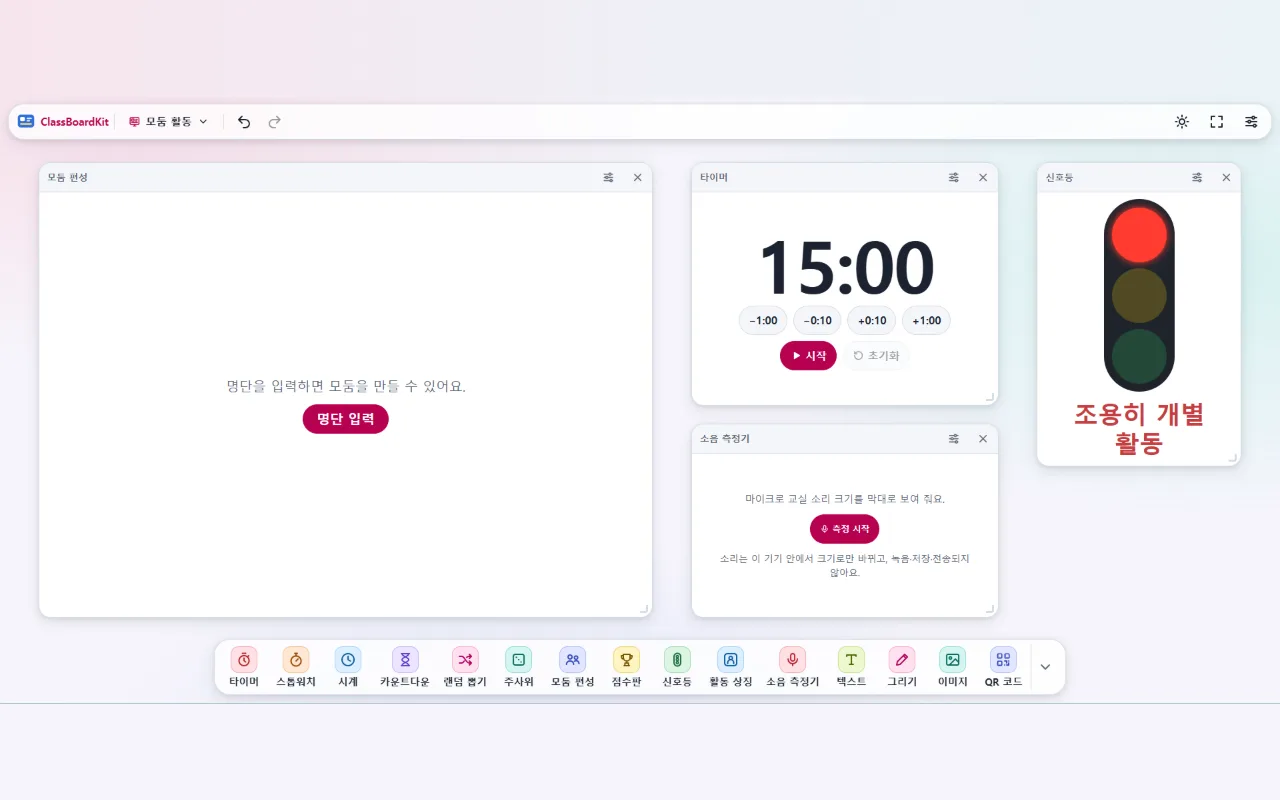 ClassBoardKit
모둠 활동
모둠 편성
명단을 입력하면 모둠을 만들 수 있어요.
명단 입력
타이머
15:00
−1:00 −0:10 +0:10 +1:00
시작 초기화
소음 측정기
마이크로 교실 소리 크기를 막대로 보여 줘요.
측정 시작
소리는 이 기기 안에서 크기로만 바뀌고, 녹음·저장·전송되지
않아요.
신호등
조용히 개별
활동
타이머 스톱워치 시계 카운트다운 랜덤 뽑기 주사위 모둠 편성 점수판 신호등 활동 상징 소음 측정기 텍스트 그리기 이미지 QR 코드